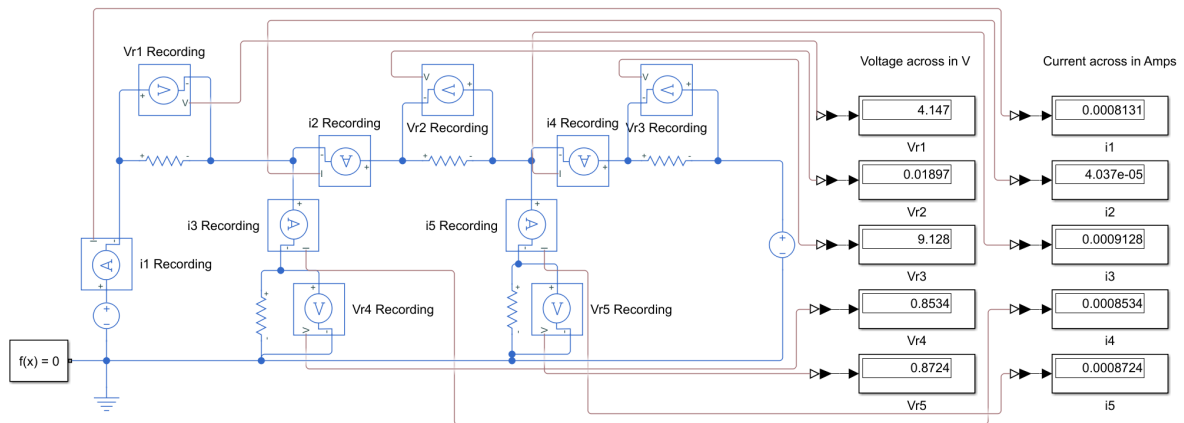 Vr1 Recording
Voltage across in V
Current across in Amps
4.147
0.0008131
i2 Recording
Vr2 Recording
i4 Recording
Vr3 Recording
Vr1
i1
0.01897
4.037e-05
Vr2
i2
i3 Recording
i5 Recording
9.128
0.0009128
i1 Recording
Vr3
i3
Vr4 Recording
Vr5 Recording
0.8534
0.0008534
Vr4
i4
f(x) = 0
0.8724
0.0008724
Vr5
i5